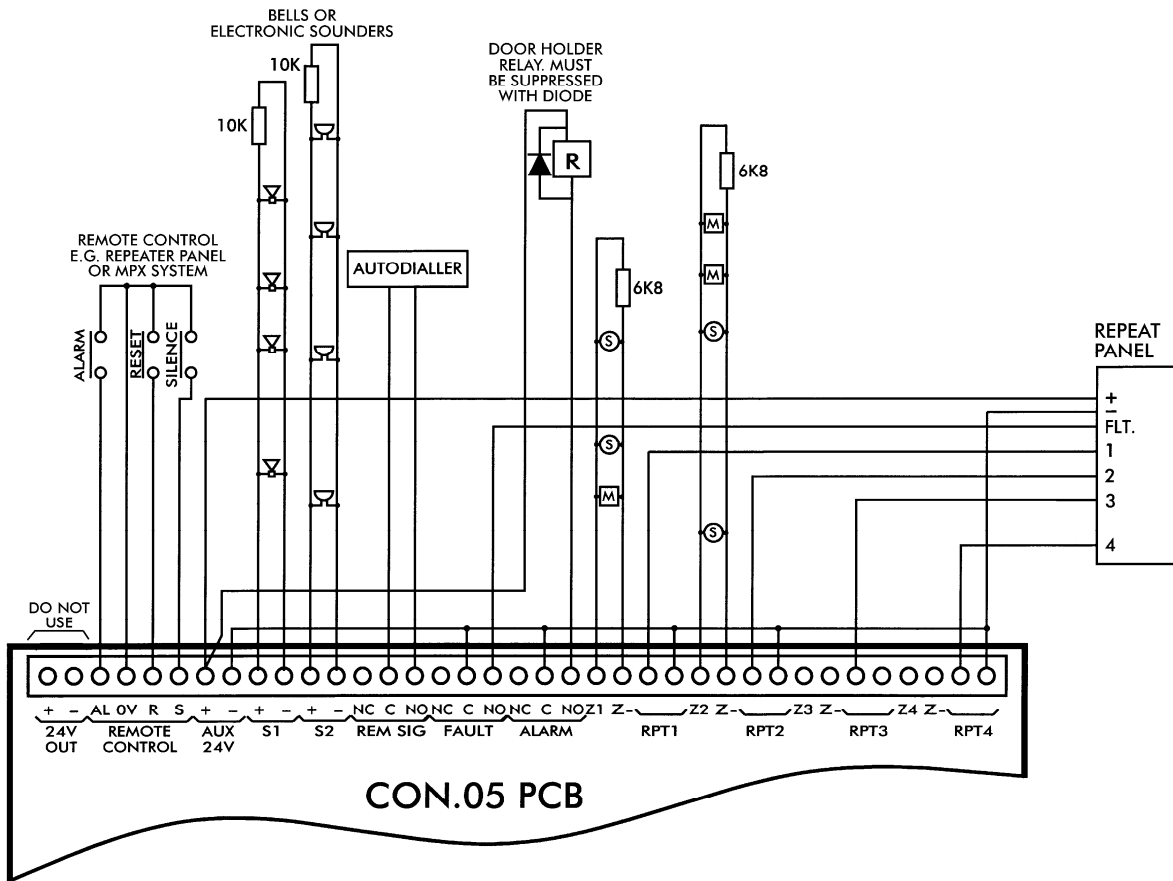 BELLS OR
ELECTRONIC SOUNDERS
10K
10K
DOOR HOLDER
RELAY. MUST
BE SUPPRESSED
WITH DIODE
R
6K8
M
M
S
S
REMOTE CONTROL
E.G. REPEATER PANEL
OR MPX SYSTEM
ALARM
RESET
SILENCE
AUTODIALLER
6K8
S
S
M
REPEAT
PANEL
+
–
FLT.
1
2
3
4
DO NOT
USE
+ – AL 0V R S + – + – + – NC C NO NC C NO NC C NO Z1 Z- Z2 Z- Z3 Z- Z4 Z-
24V
OUT
REMOTE
CONTROL
AUX
24V
S1
S2
REM SIG
FAULT
ALARM
RPT1
RPT2
RPT3
RPT4
CON.05 PCB